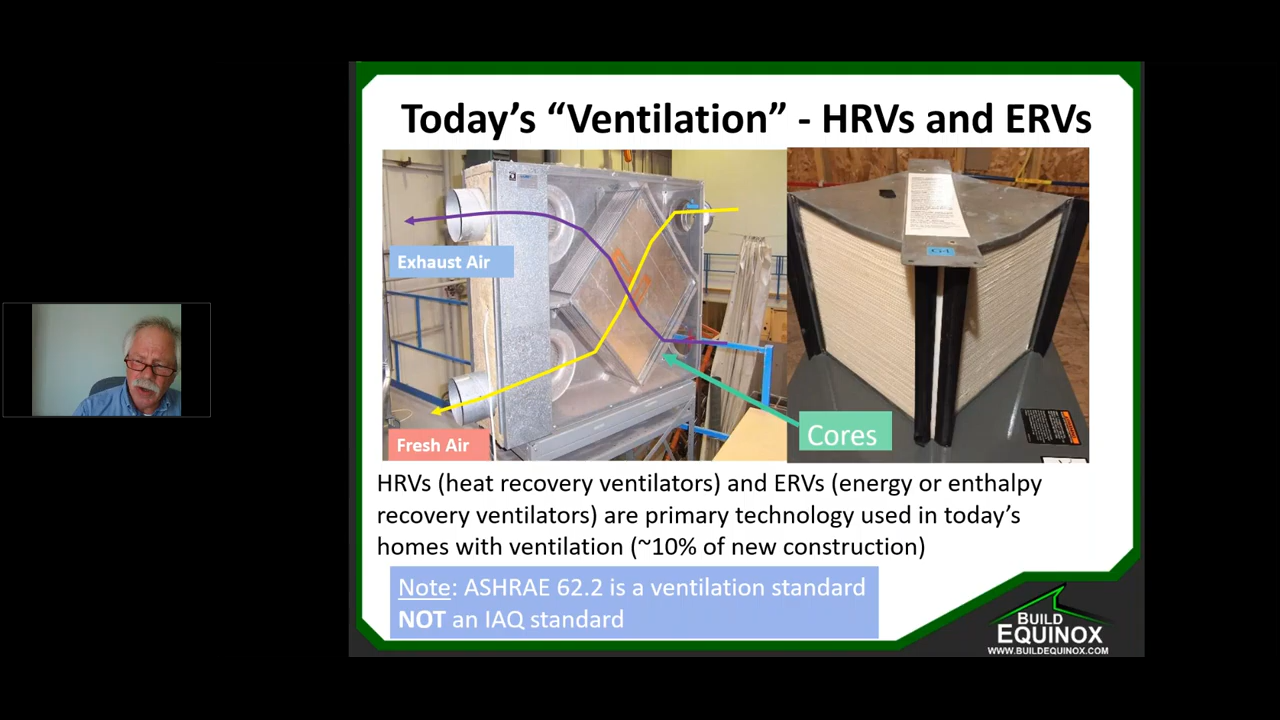 Today's “Ventilation” - HRVs and ERVs
Exhaust Air
Fresh Air
Cores
HRVs (heat recovery ventilators) and ERVs (energy or enthalpy
recovery ventilators) are primary technology used in today's
homes with ventilation (~10% of new construction)
Note: ASHRAE 62.2 is a ventilation standard
NOT an IAQ standard
BUILD
EQUINOX
WWW.BUILDEQUINOX.COM